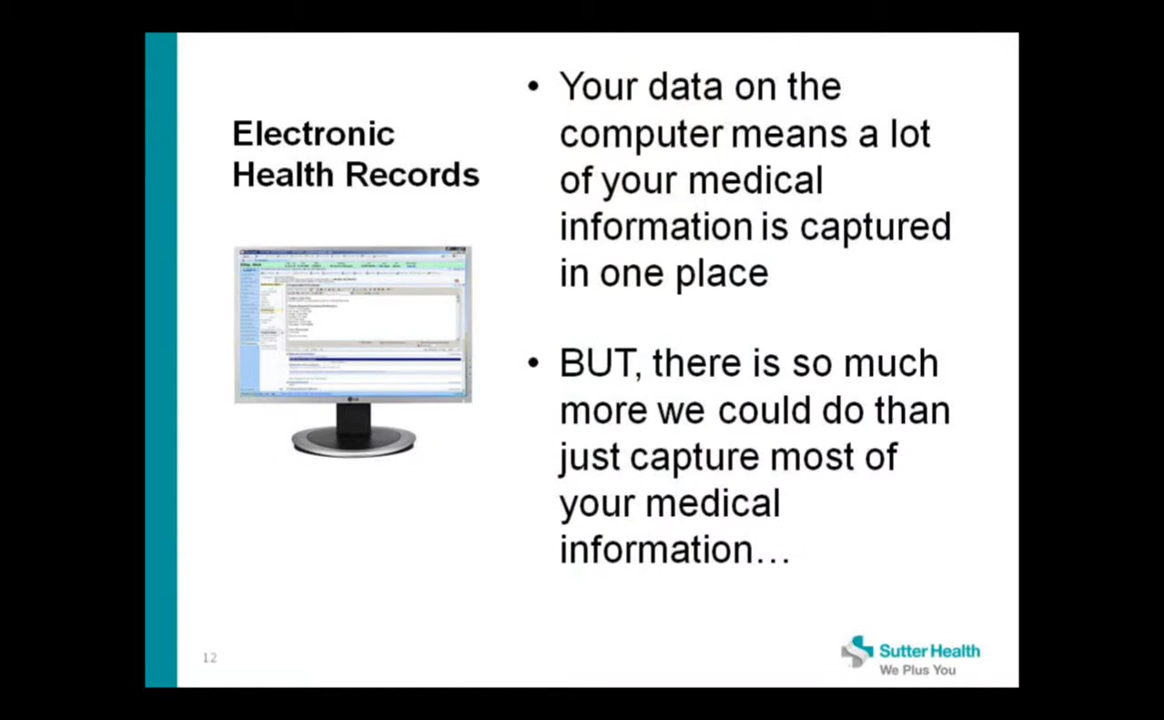 Electronic
Health Records
• Your data on the
computer means a lot
of your medical
information is captured
in one place
• BUT, there is so much
more we could do than
just capture most of
your medical
information…
12
Sutter Health
We Plus You